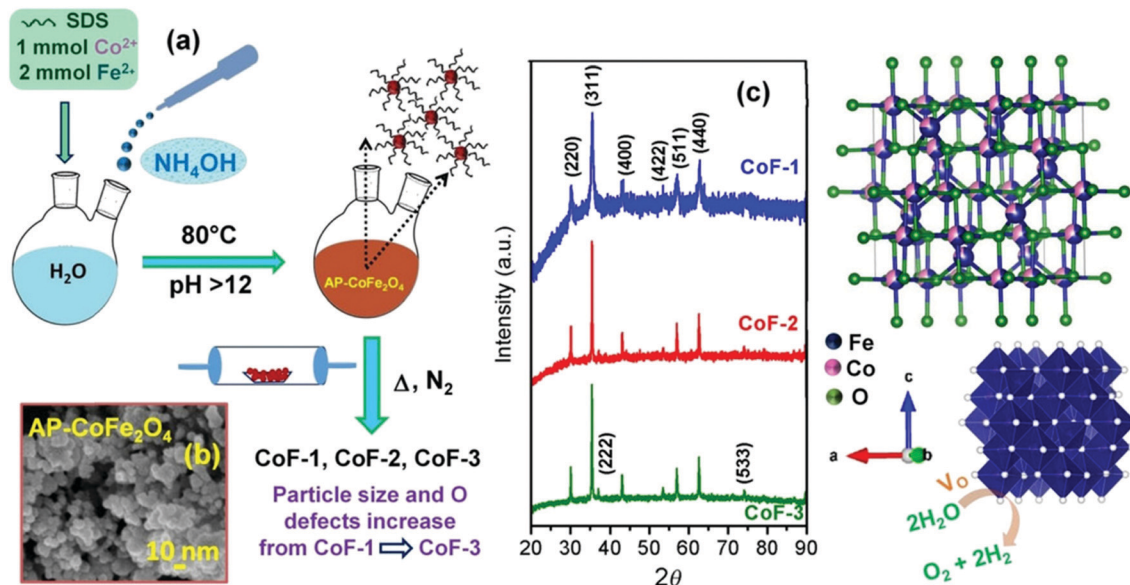 SDS
1 mmol Co²⁺
2 mmol Fe²⁺
(a)
NH₄OH
H₂O
80°C
pH >12
AP-CoFe₂O₄
Δ, N₂
AP-CoFe₂O₄
(b)
10 nm
CoF-1, CoF-2, CoF-3
Particle size and O
defects increase
from CoF-1 ⇨ CoF-3
(c)
Intensity (a.u.)
(220)
(311)
(400)
(422)
(511)
(440)
CoF-1
CoF-2
(222)
(533)
CoF-3
20 30 40 50 60 70 80 90
2θ
Fe
Co
O
c
a
b
V_O
2H₂O
O₂ + 2H₂